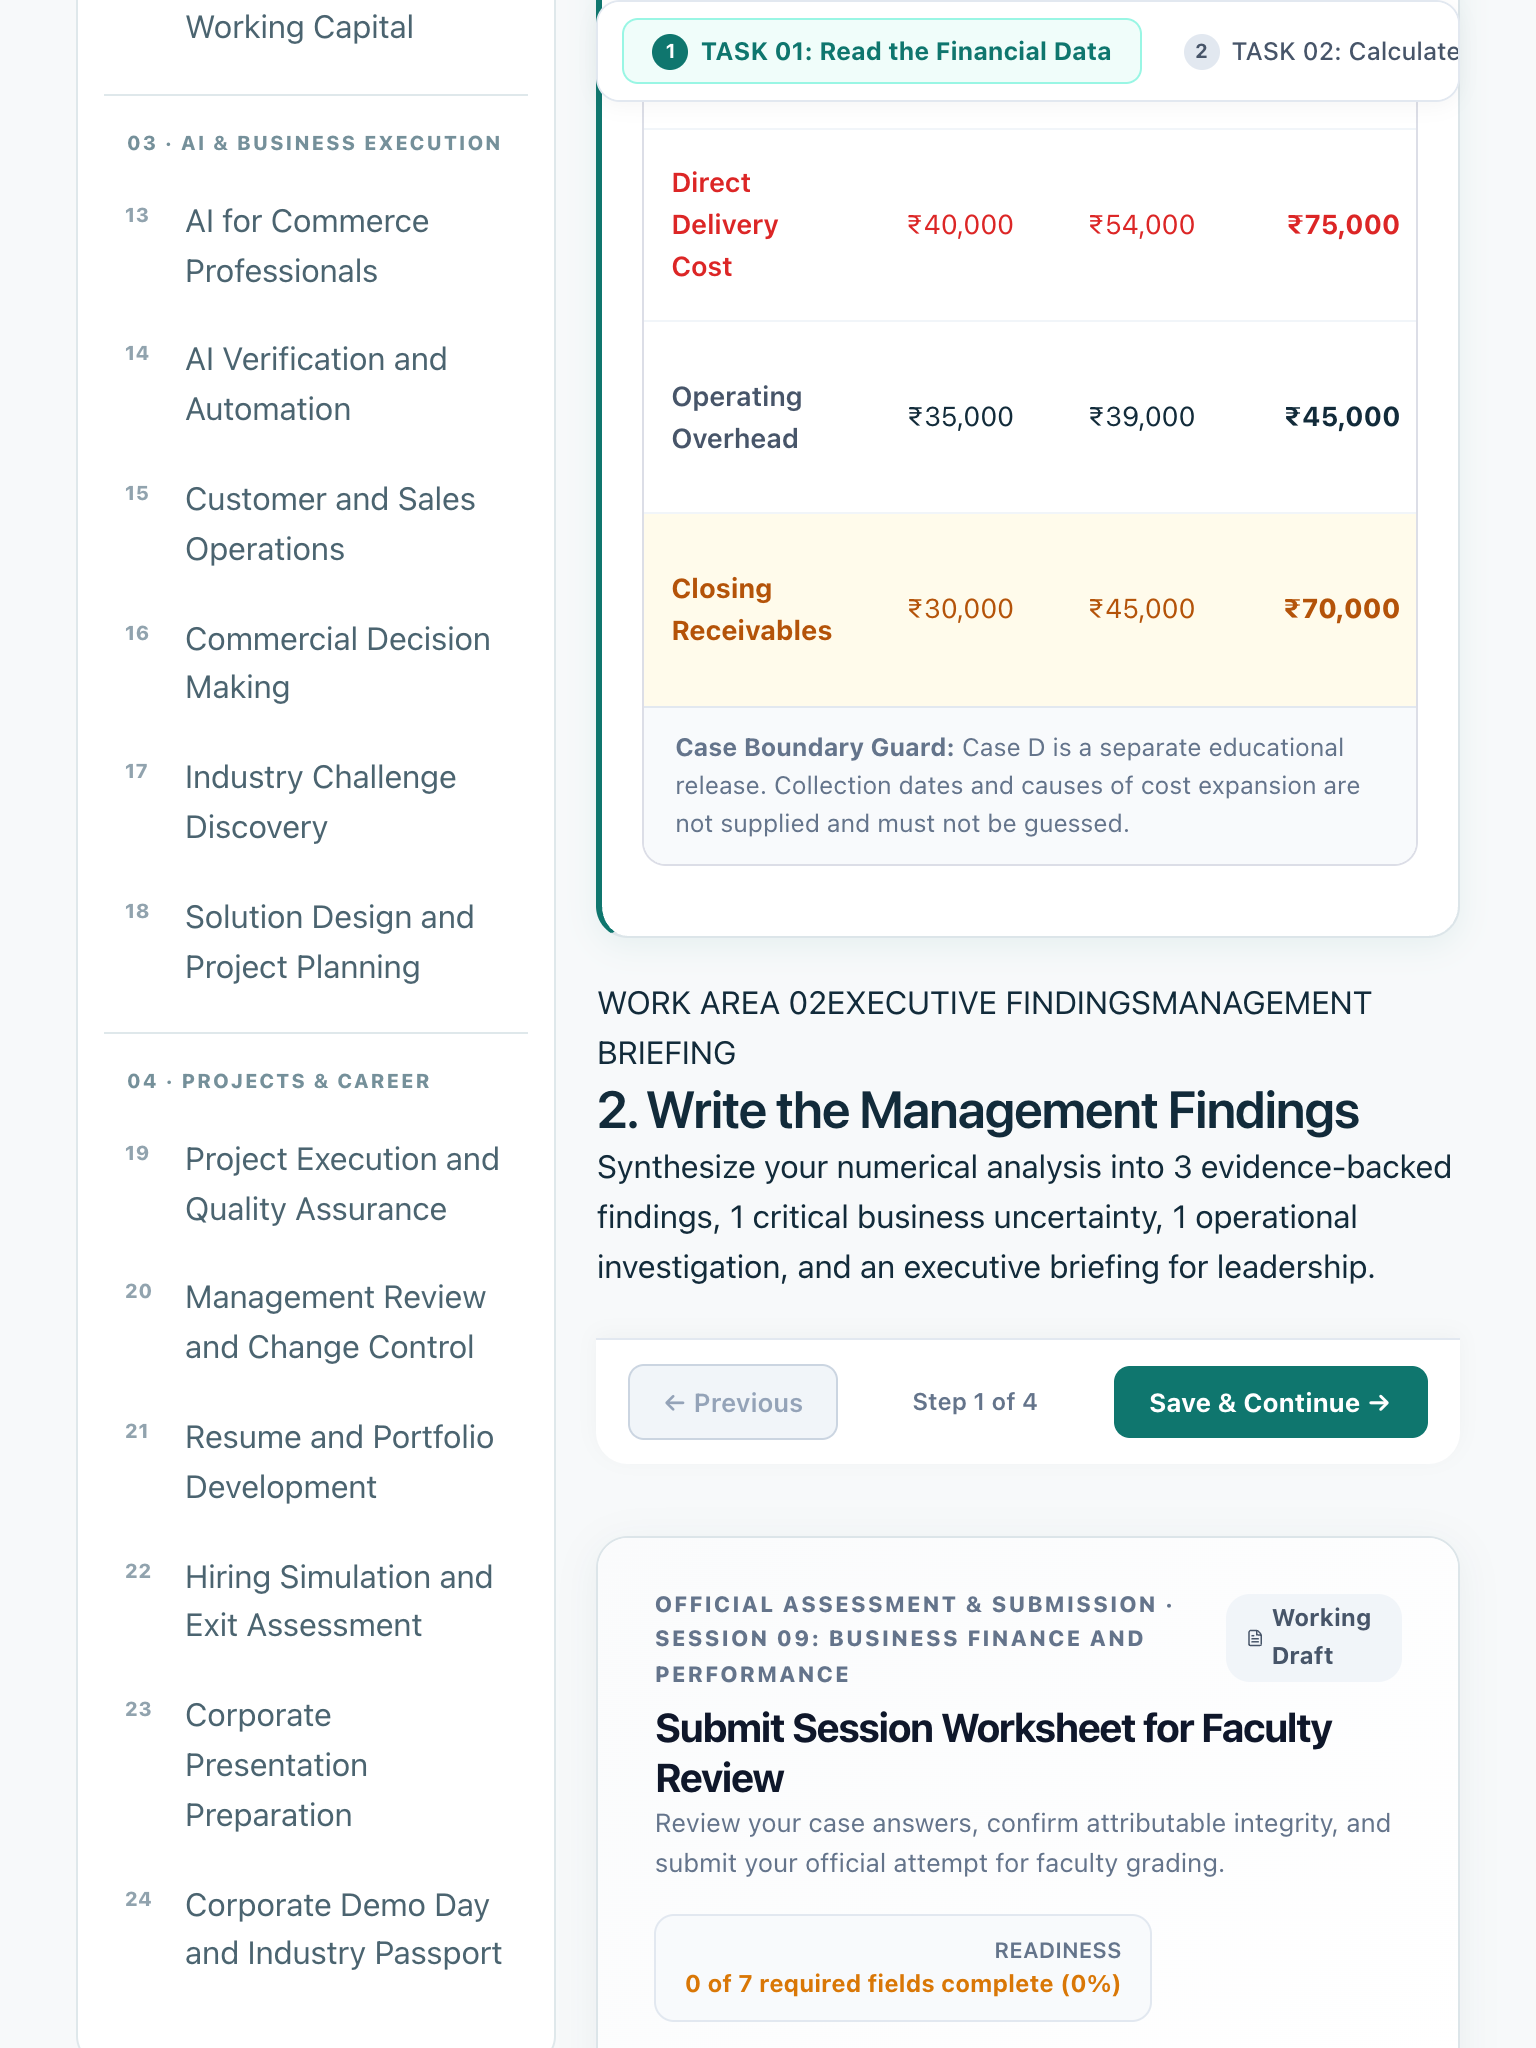 Working Capital
03 · AI & BUSINESS EXECUTION
13 AI for Commerce
Professionals
14 AI Verification and
Automation
15 Customer and Sales
Operations
16 Commercial Decision
Making
17 Industry Challenge
Discovery
18 Solution Design and
Project Planning
04 · PROJECTS & CAREER
19 Project Execution and
Quality Assurance
20 Management Review
and Change Control
21 Resume and Portfolio
Development
22 Hiring Simulation and
Exit Assessment
23 Corporate
Presentation
Preparation
24 Corporate Demo Day
and Industry Passport
1 TASK 01: Read the Financial Data 2 TASK 02: Calculate
Direct
Delivery
Cost
₹40,000 ₹54,000 ₹75,000
Operating
Overhead
₹35,000 ₹39,000 ₹45,000
Closing
Receivables
₹30,000 ₹45,000 ₹70,000
Case Boundary Guard: Case D is a separate educational
release. Collection dates and causes of cost expansion are
not supplied and must not be guessed.
WORK AREA 02EXECUTIVE FINDINGSMANAGEMENT
BRIEFING
2. Write the Management Findings
Synthesize your numerical analysis into 3 evidence-backed
findings, 1 critical business uncertainty, 1 operational
investigation, and an executive briefing for leadership.
← Previous Step 1 of 4 Save & Continue →
OFFICIAL ASSESSMENT & SUBMISSION ·
SESSION 09: BUSINESS FINANCE AND
PERFORMANCE
Working
Draft
Submit Session Worksheet for Faculty
Review
Review your case answers, confirm attributable integrity, and
submit your official attempt for faculty grading.
READINESS
0 of 7 required fields complete (0%)